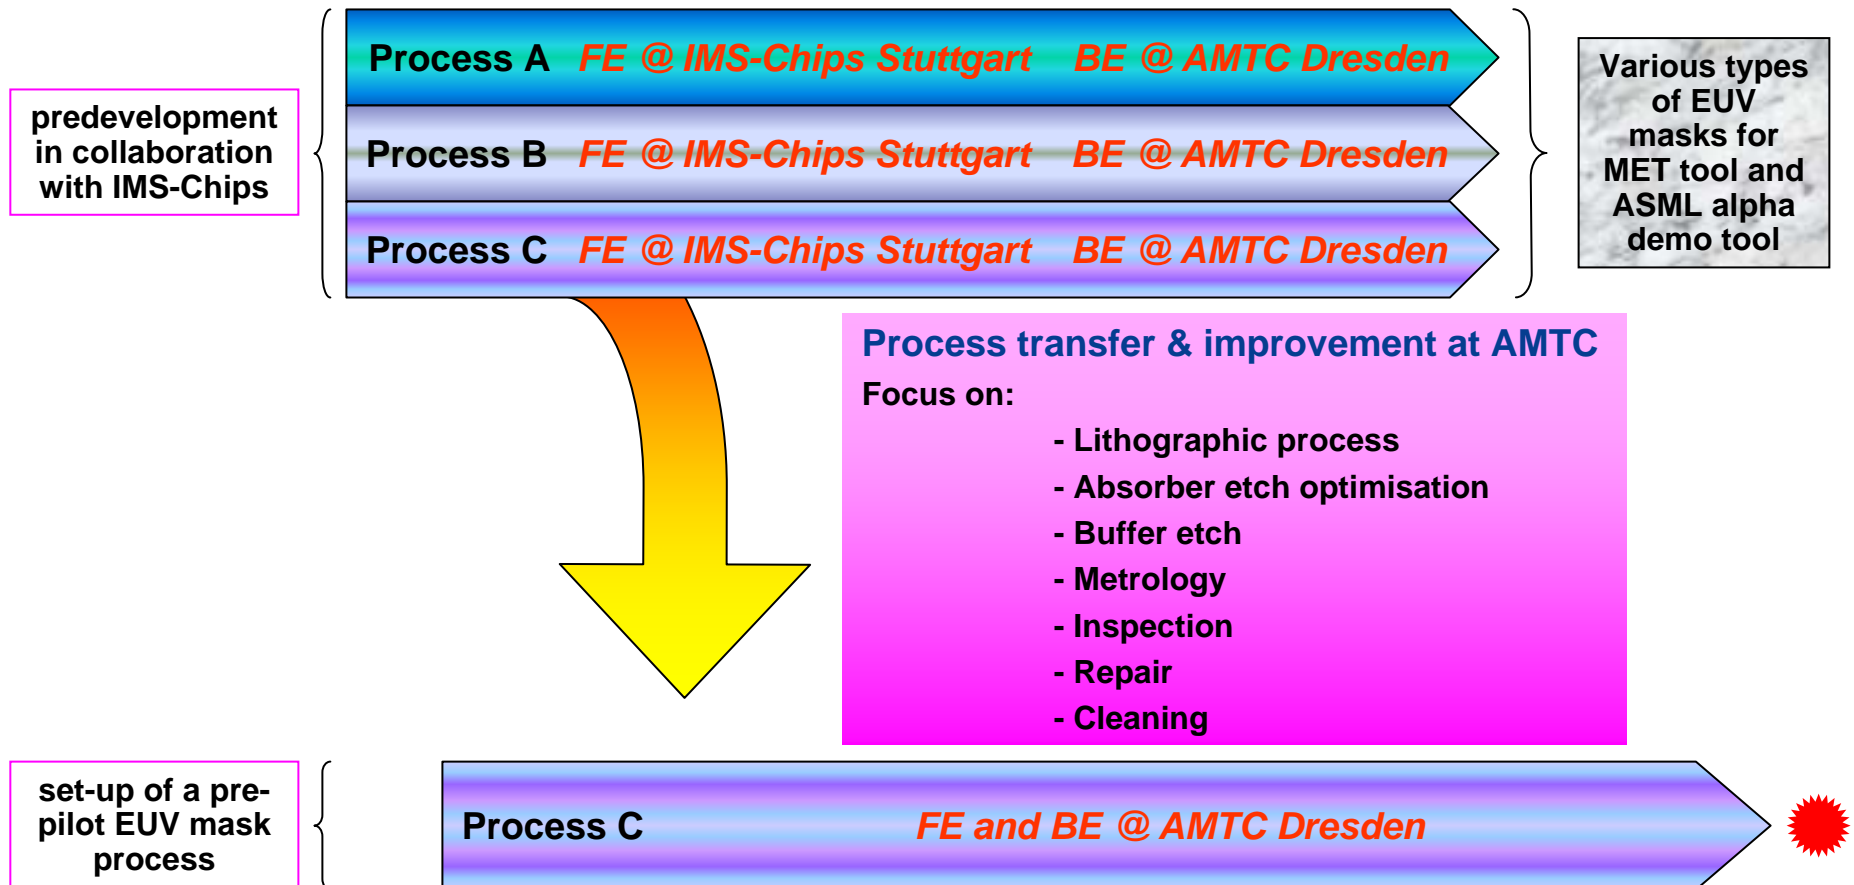 predevelopment
in collaboration
with IMS-Chips
Process A FE @ IMS-Chips Stuttgart BE @ AMTC Dresden
Process B FE @ IMS-Chips Stuttgart BE @ AMTC Dresden
Process C FE @ IMS-Chips Stuttgart BE @ AMTC Dresden
Various types
of EUV
masks for
MET tool and
ASML alpha
demo tool
Process transfer & improvement at AMTC
Focus on:
- Lithographic process
- Absorber etch optimisation
- Buffer etch
- Metrology
- Inspection
- Repair
- Cleaning
set-up of a pre-
pilot EUV mask
process
Process C FE and BE @ AMTC Dresden